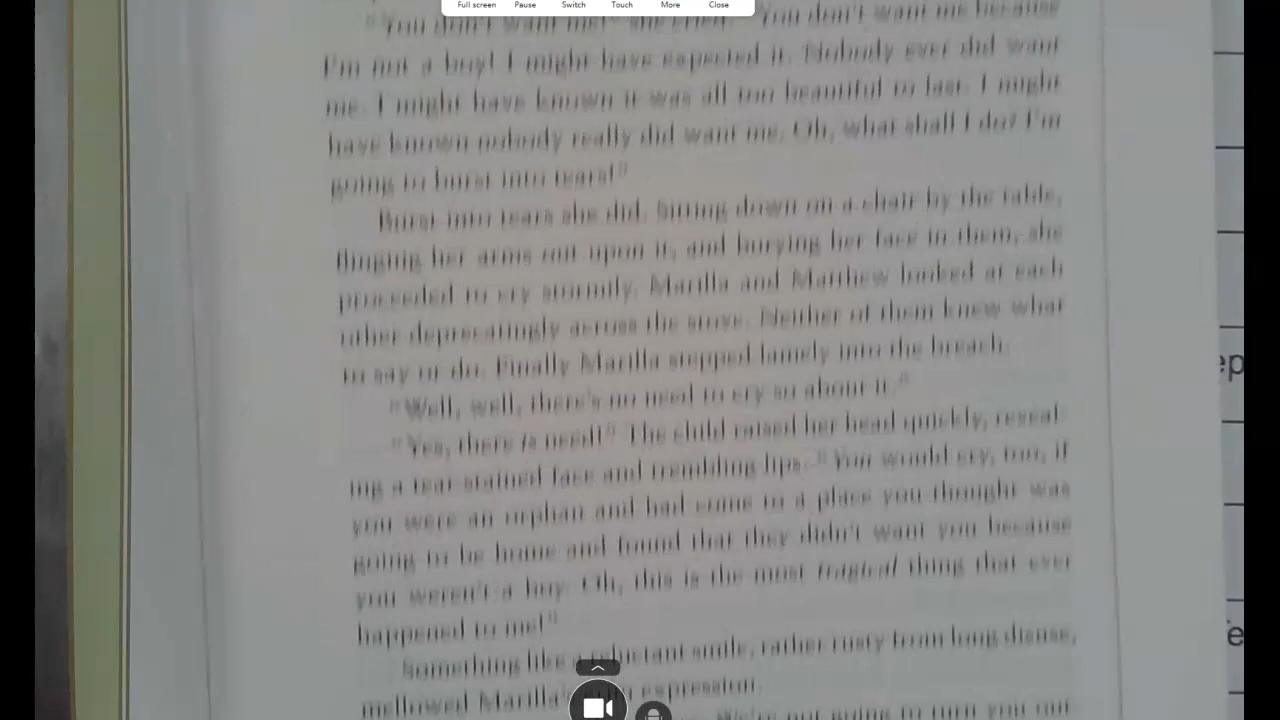 Full screen Pause Switch Touch More Close
"You don't want me!" she cried. "You don't want me because
I'm not a boy! I might have expected it. Nobody ever did want
me. I might have known it was all too beautiful to last. I might
have known nobody really did want me. Oh, what shall I do? I'm
going to burst into tears!"
Burst into tears she did. Sitting down on a chair by the table,
flinging her arms out upon it, and burying her face in them, she
proceeded to cry stormily. Marilla and Matthew looked at each
other deprecatingly across the stove. Neither of them knew what
to say or do. Finally Marilla stepped lamely into the breach.
"Well, well, there's no need to cry so about it."
"Yes, there is need!" The child raised her head quickly, reveal-
ing a tear-stained face and trembling lips. "You would cry, too, if
you were an orphan and had come to a place you thought was
going to be home and found that they didn't want you because
you weren't a boy. Oh, this is the most tragical thing that ever
happened to me!"
Something like a reluctant smile, rather rusty from long disuse,
mellowed Marilla's expression.
We're not going to turn you out
ep
e